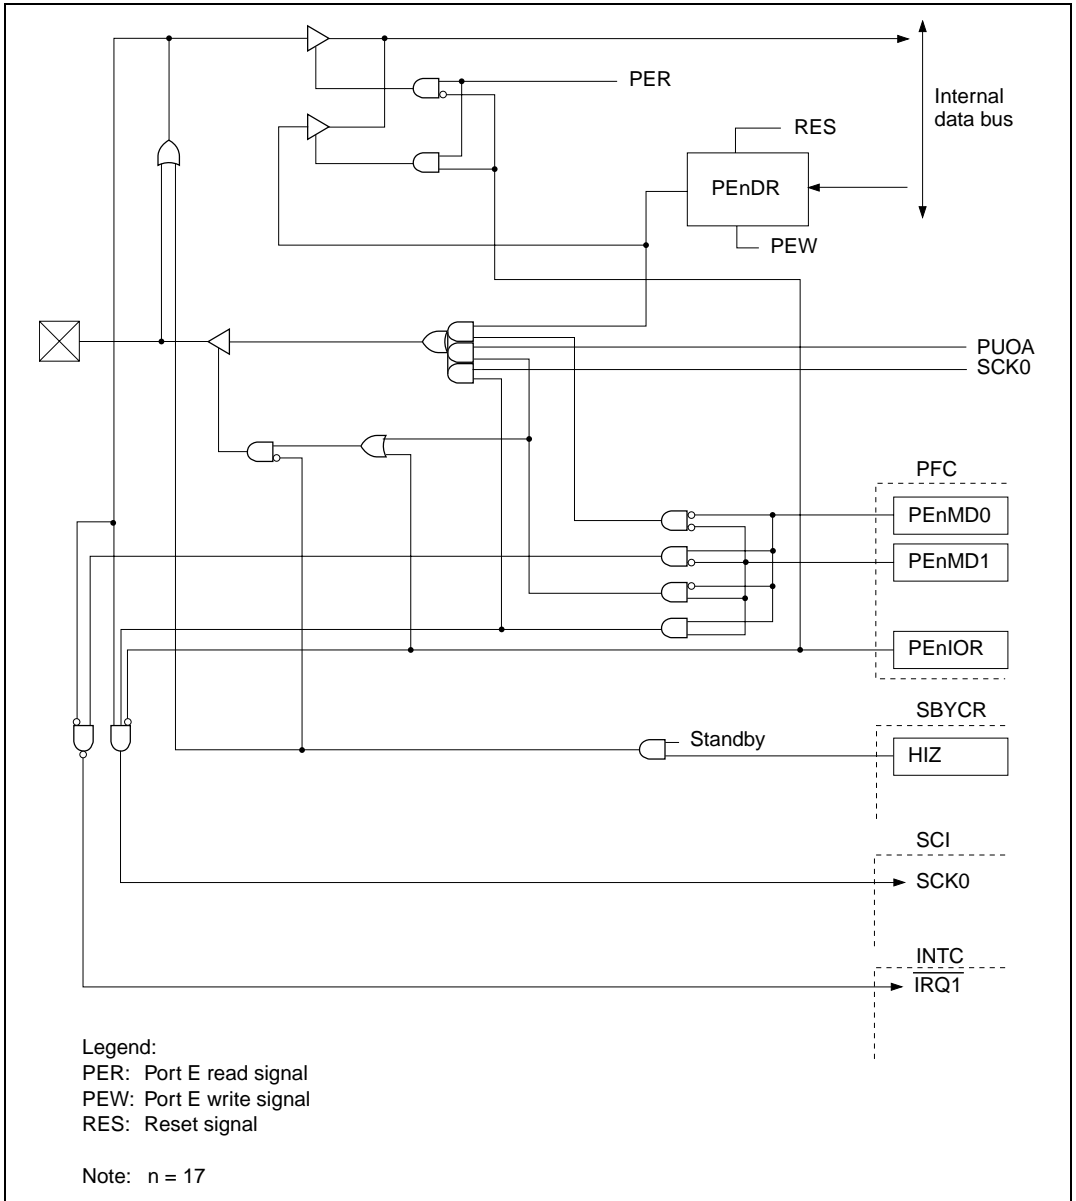 PER
Internal
data bus
RES
PEnDR
PEW
PUOA
SCK0
PFC
PEnMD0
PEnMD1
PEnIOR
SBYCR
Standby
HIZ
SCI
SCK0
INTC
IRQ1
Legend:
PER: Port E read signal
PEW: Port E write signal
RES: Reset signal
Note: n = 17